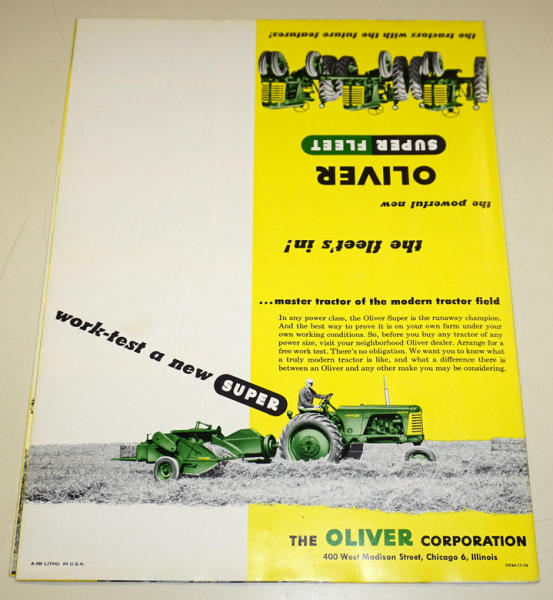 the tractors with the future features!
SUPER FLEET
OLIVER
the powerful new
the fleet's in!
...master tractor of the modern tractor field
In any power class, the Oliver Super is the runaway champion.
And the best way to prove it is on your own farm under your
own working conditions. So, before you buy any tractor of any
power size, visit your neighborhood Oliver dealer. Arrange for a
free work test. There's no obligation. We want you to know what
a truly modern tractor is like, and what a difference there is
between an Oliver and any other make you may be considering.
work-test a new SUPER
THE OLIVER CORPORATION
400 West Madison Street, Chicago 6, Illinois
LITHO. IN U.S.A.